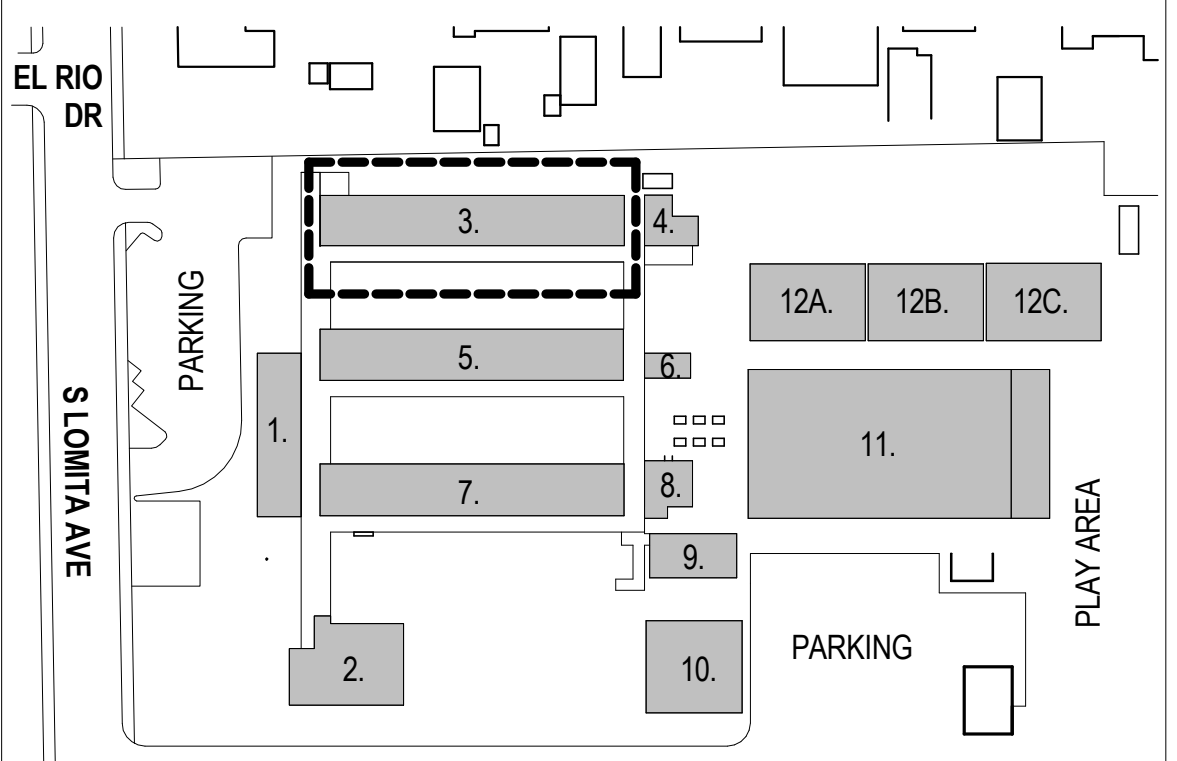 EL RIO
DR
3.
4.
PARKING
12A.
12B.
12C.
5.
6.
1.
S LOMITA AVE
11.
7.
8.
PLAY AREA
9.
2.
10.
PARKING